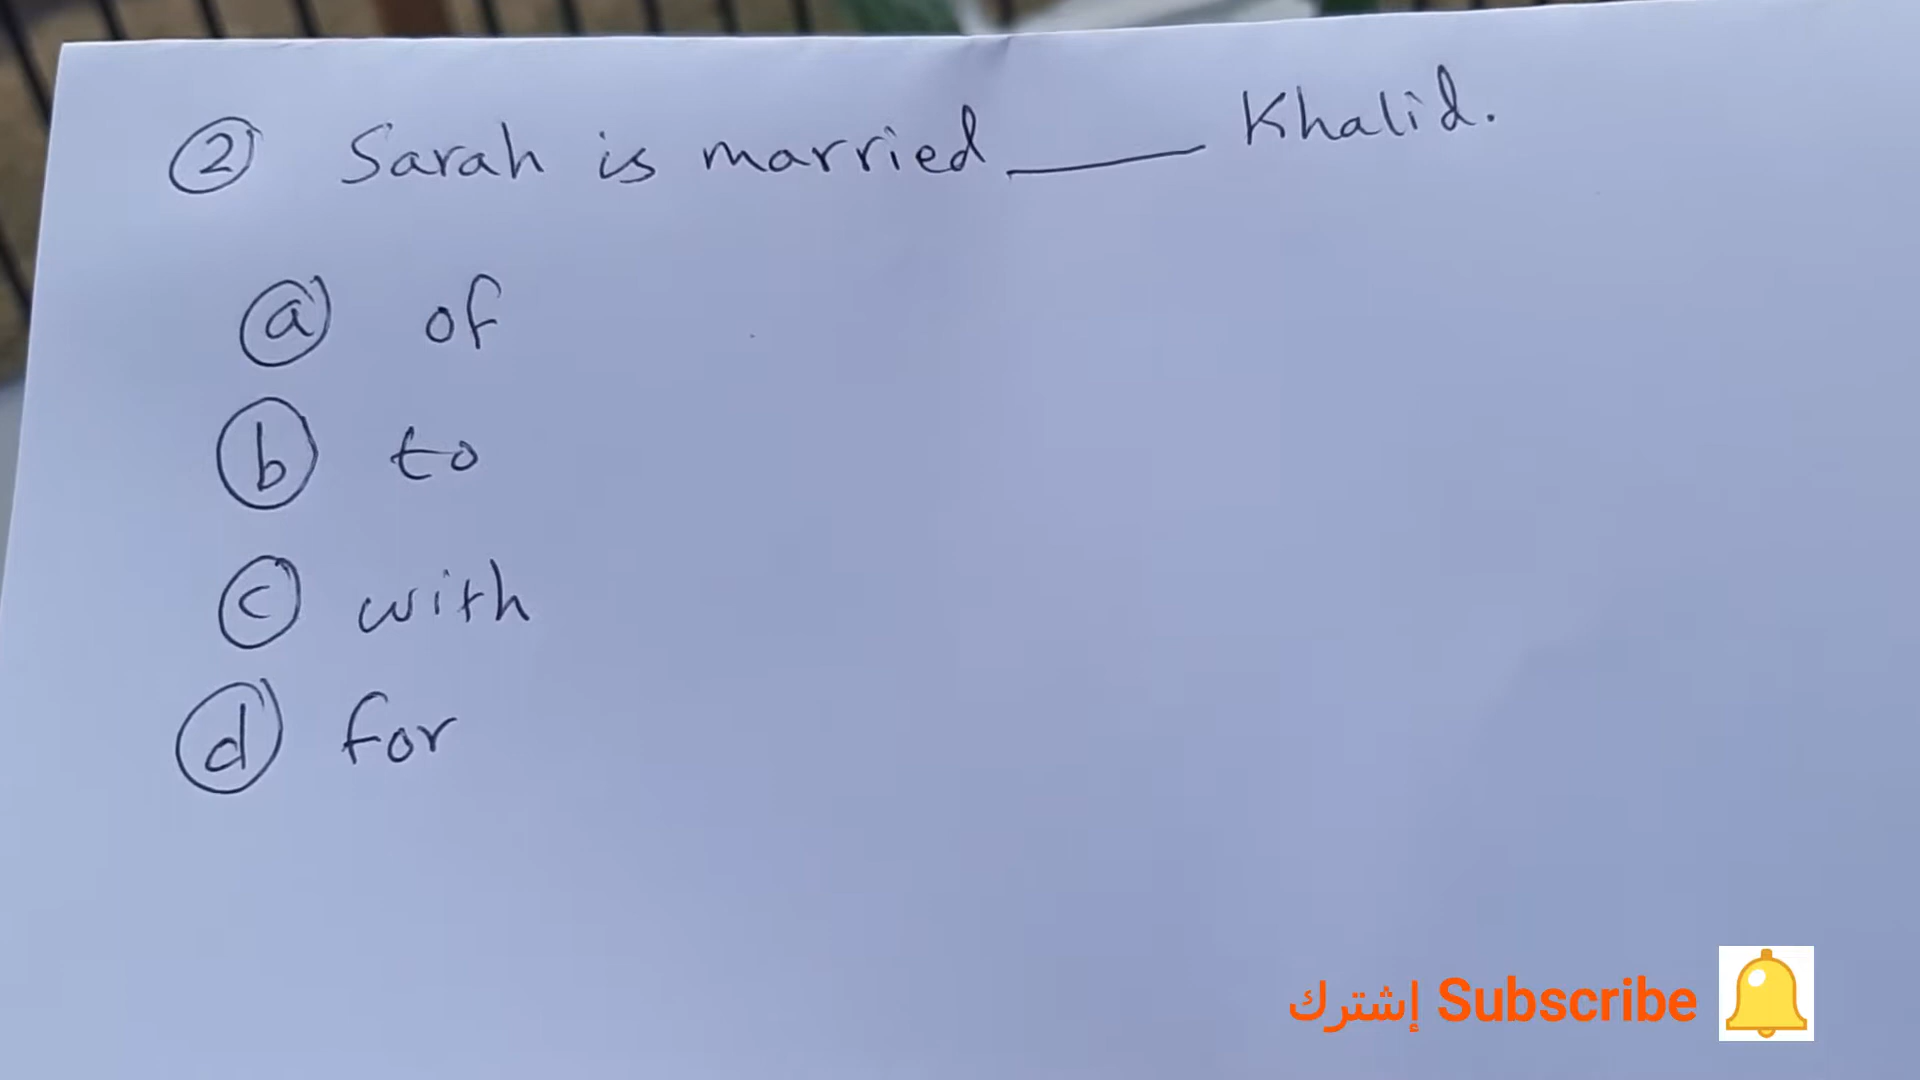 ② Sarah is married ____ Khalid.
ⓐ of
ⓑ to
ⓒ with
ⓓ for
إشترك Subscribe